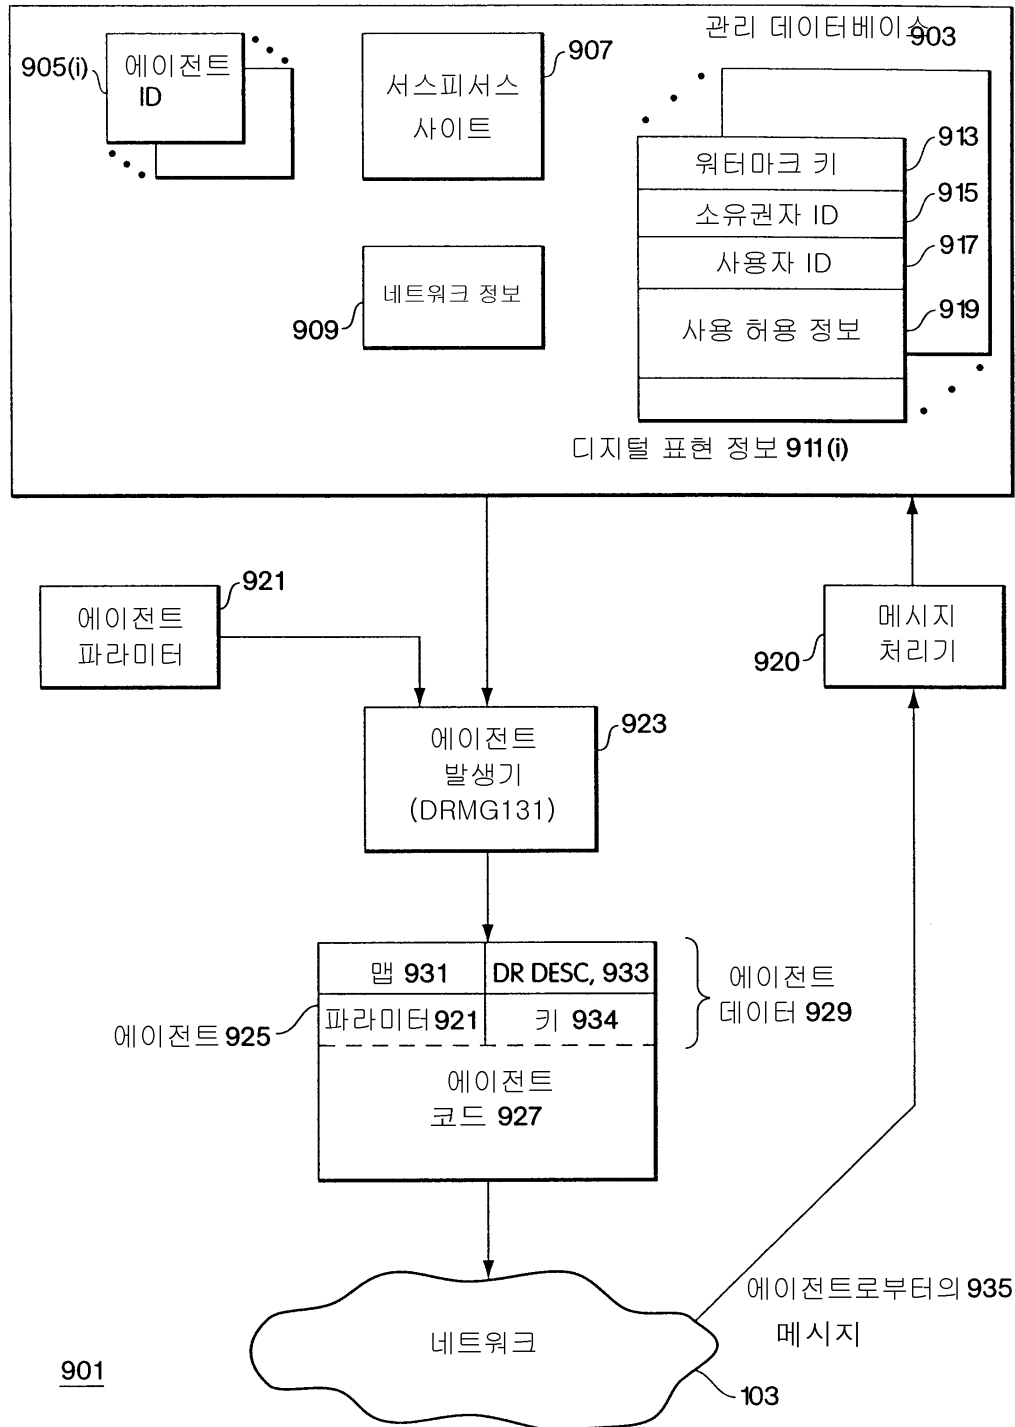 관리 데이터베이스 903
905(i)
에이전트
ID
907
서스피서스
사이트
913
워터마크 키
915
소유권자 ID
917
사용자 ID
919
사용 허용 정보
네트워크 정보
909
디지털 표현 정보 911(i)
921
에이전트
파라미터
메시지
처리기
920
923
에이전트
발생기
(DRMG131)
맵 931
DR DESC, 933
파라미터 921
키 934
에이전트
데이터 929
에이전트 925
에이전트
코드 927
에이전트로부터의 935
메시지
네트워크
103
901